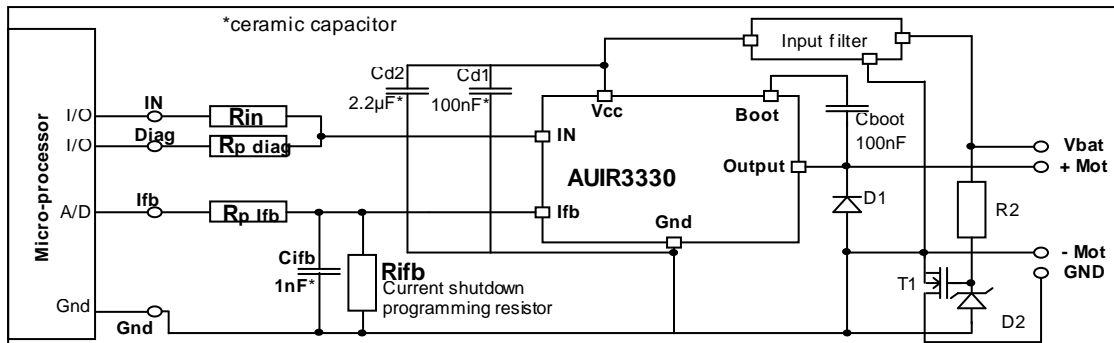 *ceramic capacitor
Input filter
Cd2
2.2µF*
Cd1
100nF*
Vcc
Boot
Cboot
100nF
Micro-processor
I/O
IN
Rin
I/O
Diag
Rp diag
IN
AUIR3330
Output
Vbat
+ Mot
A/D
Ifb
Rp Ifb
Ifb
Gnd
D1
R2
Cifb
1nF*
Rifb
Current shutdown
programming resistor
- Mot
GND
T1
D2
Gnd
Gnd